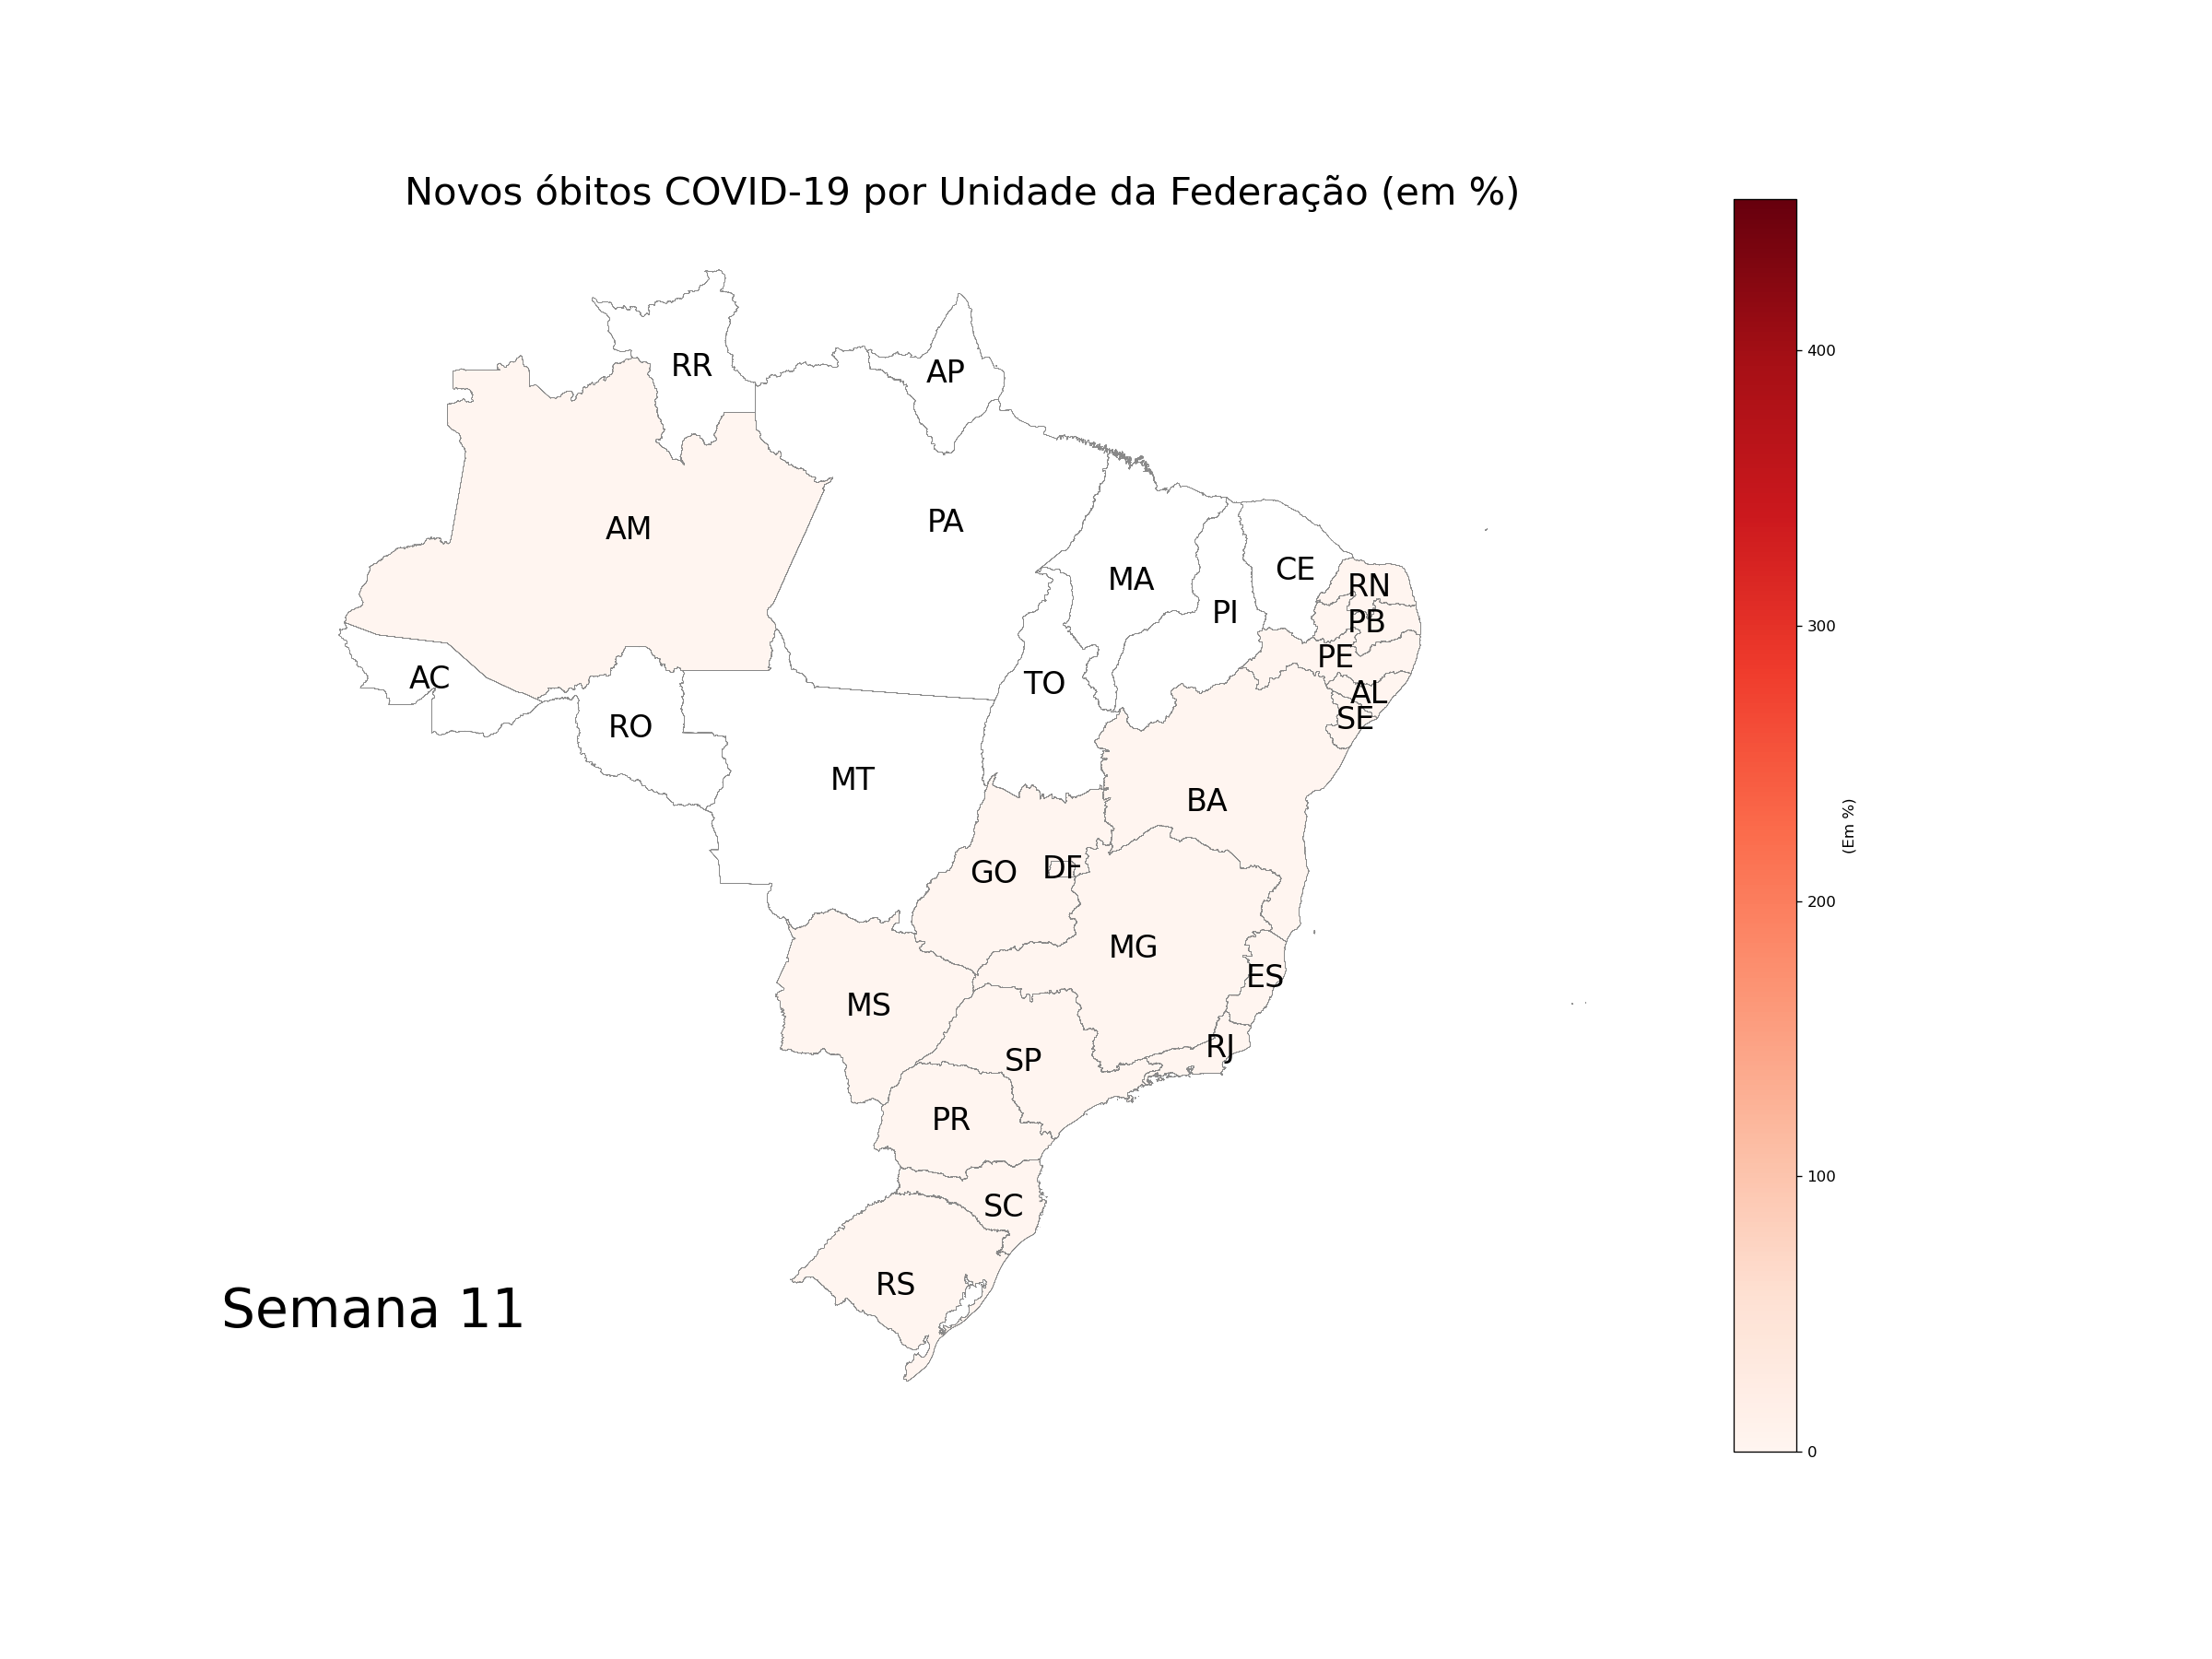 Novos óbitos COVID-19 por Unidade da Federação (em %)
RR
AP
AM
PA
MA
CE
RN
PB
PI
PE
AC
TO
AL
SE
RO
MT
BA
GO
DF
MG
ES
MS
RJ
SP
PR
SC
RS
Semana 11
400
300
200
100
0
(Em %)